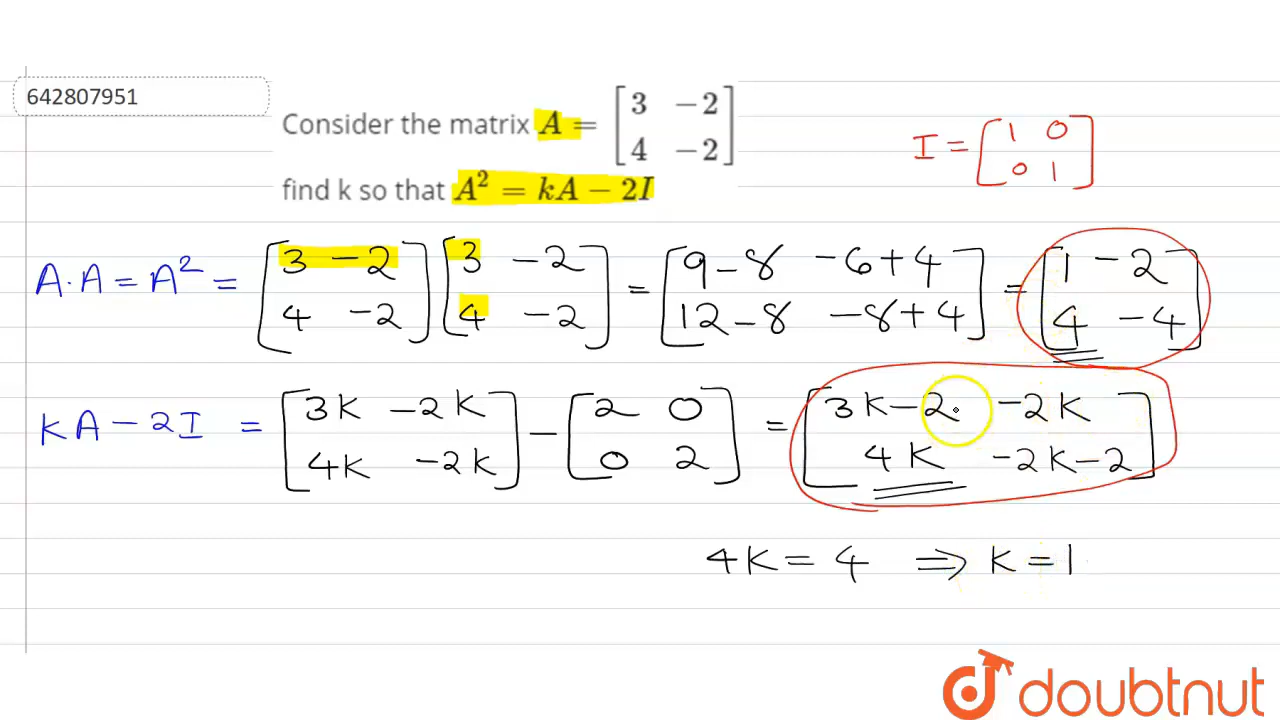 642807951
Consider the matrix A = [3 −2; 4 −2]
find k so that A² = kA − 2I
I = [1 0; 0 1]
A.A = A² = [3 −2; 4 −2] [3 −2; 4 −2] = [9−8 −6+4; 12−8 −8+4] = [1 −2; 4 −4]
KA − 2I = [3K −2K; 4K −2K] − [2 0; 0 2] = [3K−2 −2K; 4K −2K−2]
4K = 4 ⇒ K = 1
doubtnut